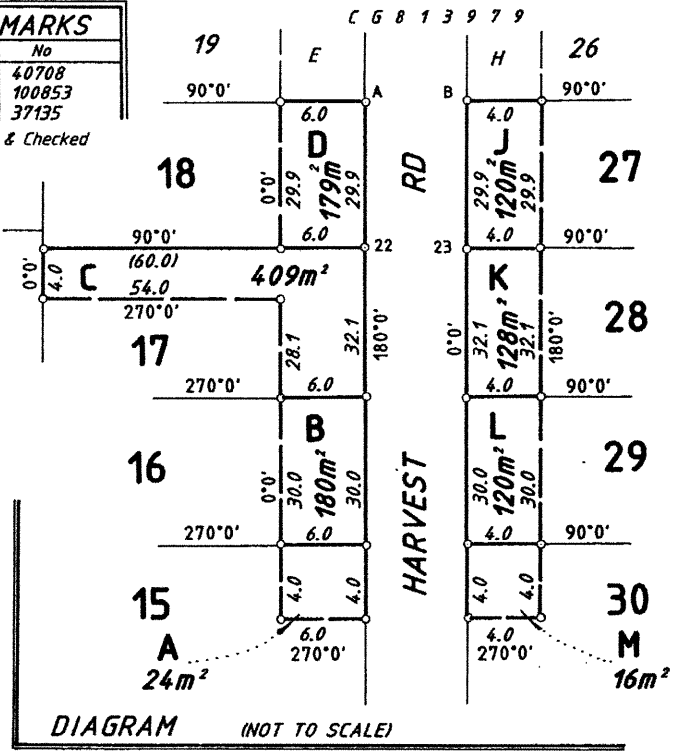 C G 8 1 3 9 7 9
MARKS
No
40708
100853
37135
& Checked
19 E H 26
90°0' A B 90°0'
6.0 4.0
D J
18 0°0' 29.9 179m² 29.9 RD 29.9 120m² 29.9 27
90°0' 6.0 22 23 4.0 90°0'
(60.0)
0°0' 4.0 C 409m² K
54.0
270°0'
17 28.1 32.1 180°0' 0°0' 32.1 128m² 32.1 180°0' 28
270°0' 6.0 4.0 90°0'
B L
16 0°0' 30.0 180m² 30.0 HARVEST 30.0 120m² 30.0 29
270°0' 6.0 4.0 90°0'
15 4.0 4.0 4.0 4.0 30
A 6.0 4.0 M
270°0' 270°0'
24m² 16m²
DIAGRAM (NOT TO SCALE)